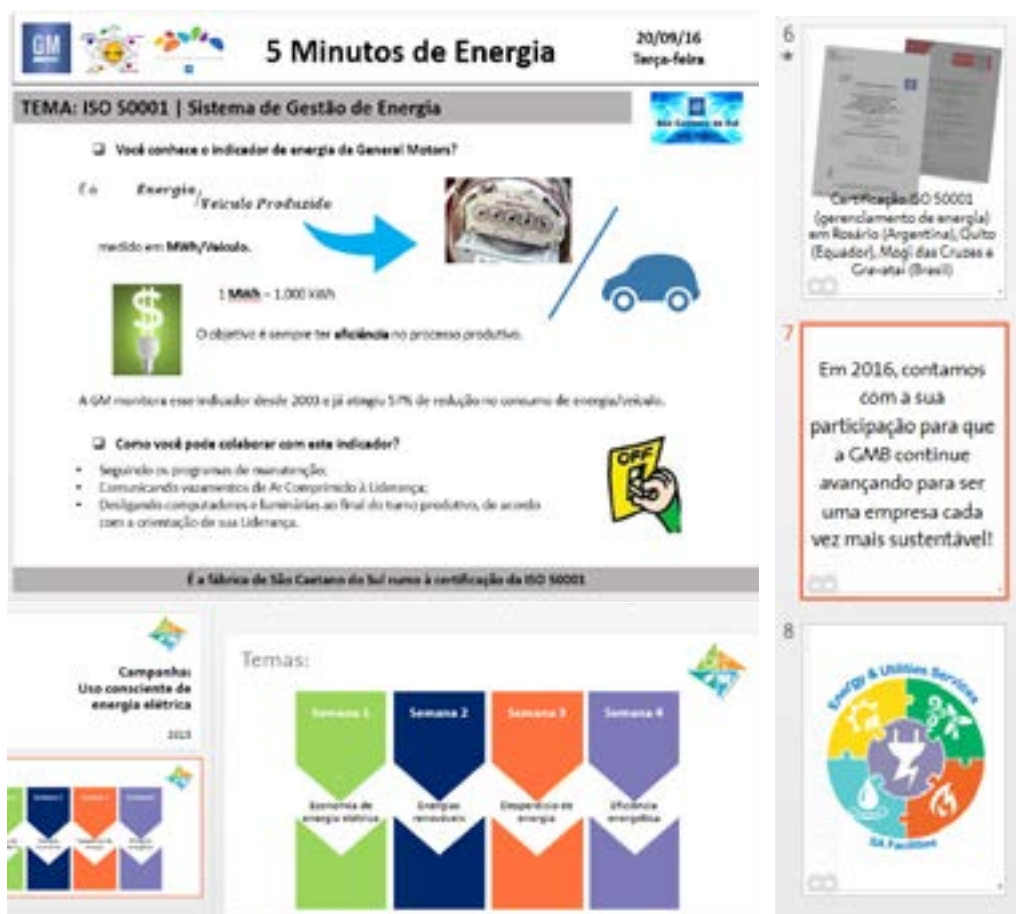 GM
5 Minutos de Energia
20/09/16
Terça-feira
TEMA: ISO 50001 | Sistema de Gestão de Energia
São Caetano do Sul
❑ Você conhece o indicador de energia da General Motors?
É a Energia/Veículo Produzido
medido em MWh/Veículo.
1 MWh = 1.000 kWh
O objetivo é sempre ter eficiência no processo produtivo.
A GM monitora esse indicador desde 2003 e já atingiu 57% de redução no consumo de energia/veículo.
❑ Como você pode colaborar com este indicador?
• Seguindo os programas de manutenção;
• Comunicando vazamentos de Ar Comprimido à Liderança;
• Desligando computadores e luminárias ao final do turno produtivo, de acordo
com a orientação de sua Liderança.
OFF
É a fábrica de São Caetano do Sul rumo à certificação da ISO 50001
6
Certificação ISO 50001
(gerenciamento de energia)
em Rosário (Argentina), Quito
(Equador), Mogi das Cruzes e
Gravataí (Brasil)
7
Em 2016, contamos
com a sua
participação para que
a GMB continue
avançando para ser
uma empresa cada
vez mais sustentável!
8
Energy & Utilities Services
SA Facilities
Campanha:
Uso consciente de
energia elétrica
2015
Temas:
Semana 1
Semana 2
Semana 3
Semana 4
Economia de
energia elétrica
Energias
renováveis
Desperdício de
energia
Eficiência
energética